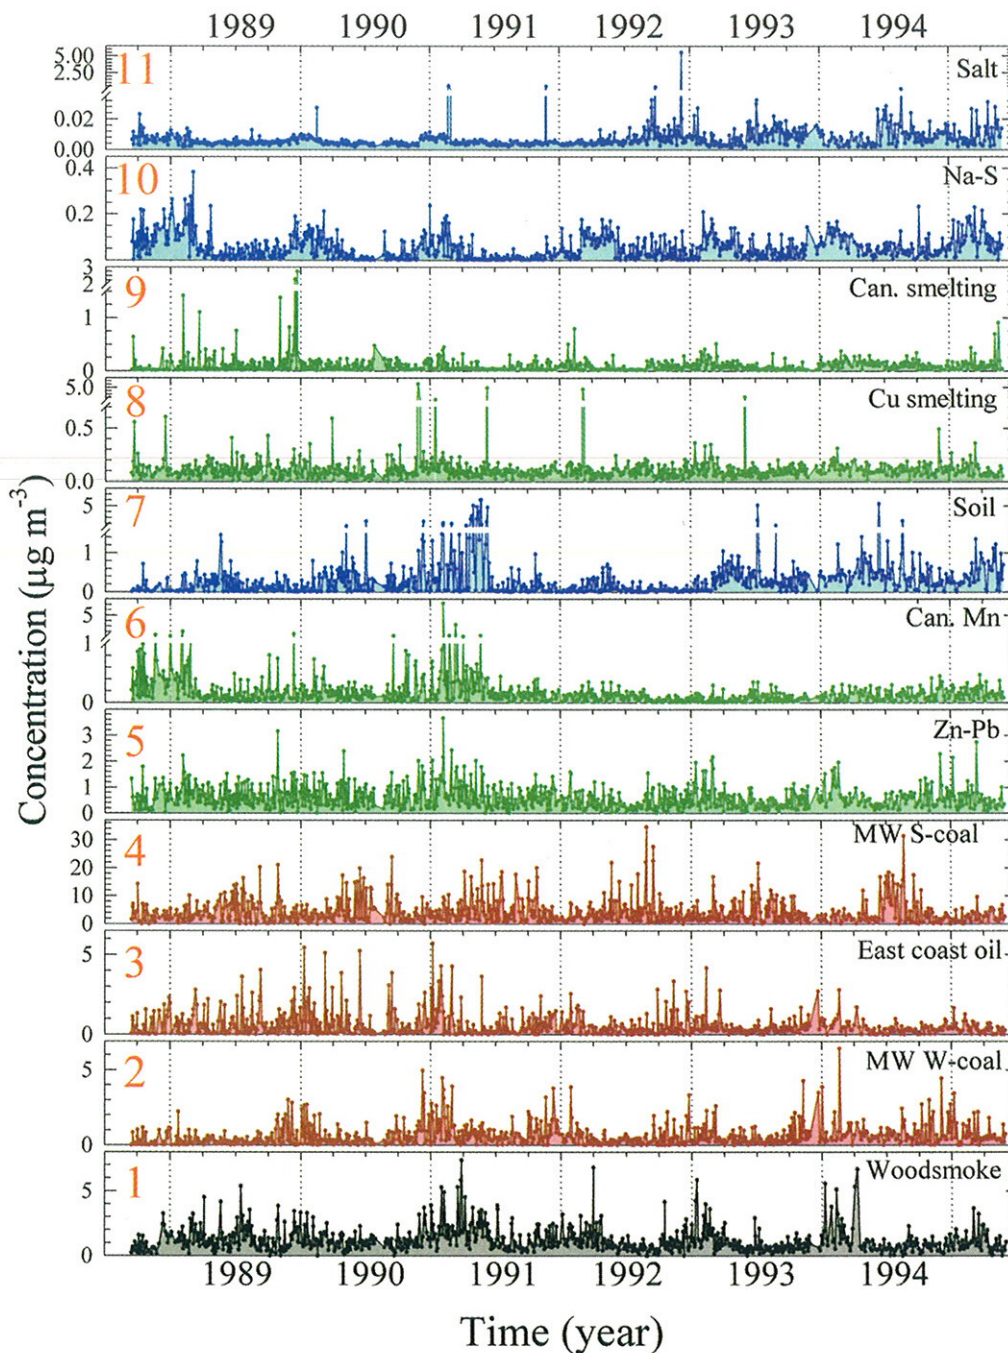 1989 1990 1991 1992 1993 1994
11 Salt
5.00
2.50
0.02
0.00
10 Na-S
0.4
0.2
3
9 Can. smelting
3
2
1
0
8 Cu smelting
5.0
0.5
0.0
7 Soil
5
1
0
6 Can. Mn
5
1
0
5 Zn-Pb
3
2
1
0
4 MW S-coal
30
20
10
0
3 East coast oil
5
0
2 MW W-coal
5
0
1 Woodsmoke
5
0
Concentration (µg m⁻³)
1989 1990 1991 1992 1993 1994
Time (year)